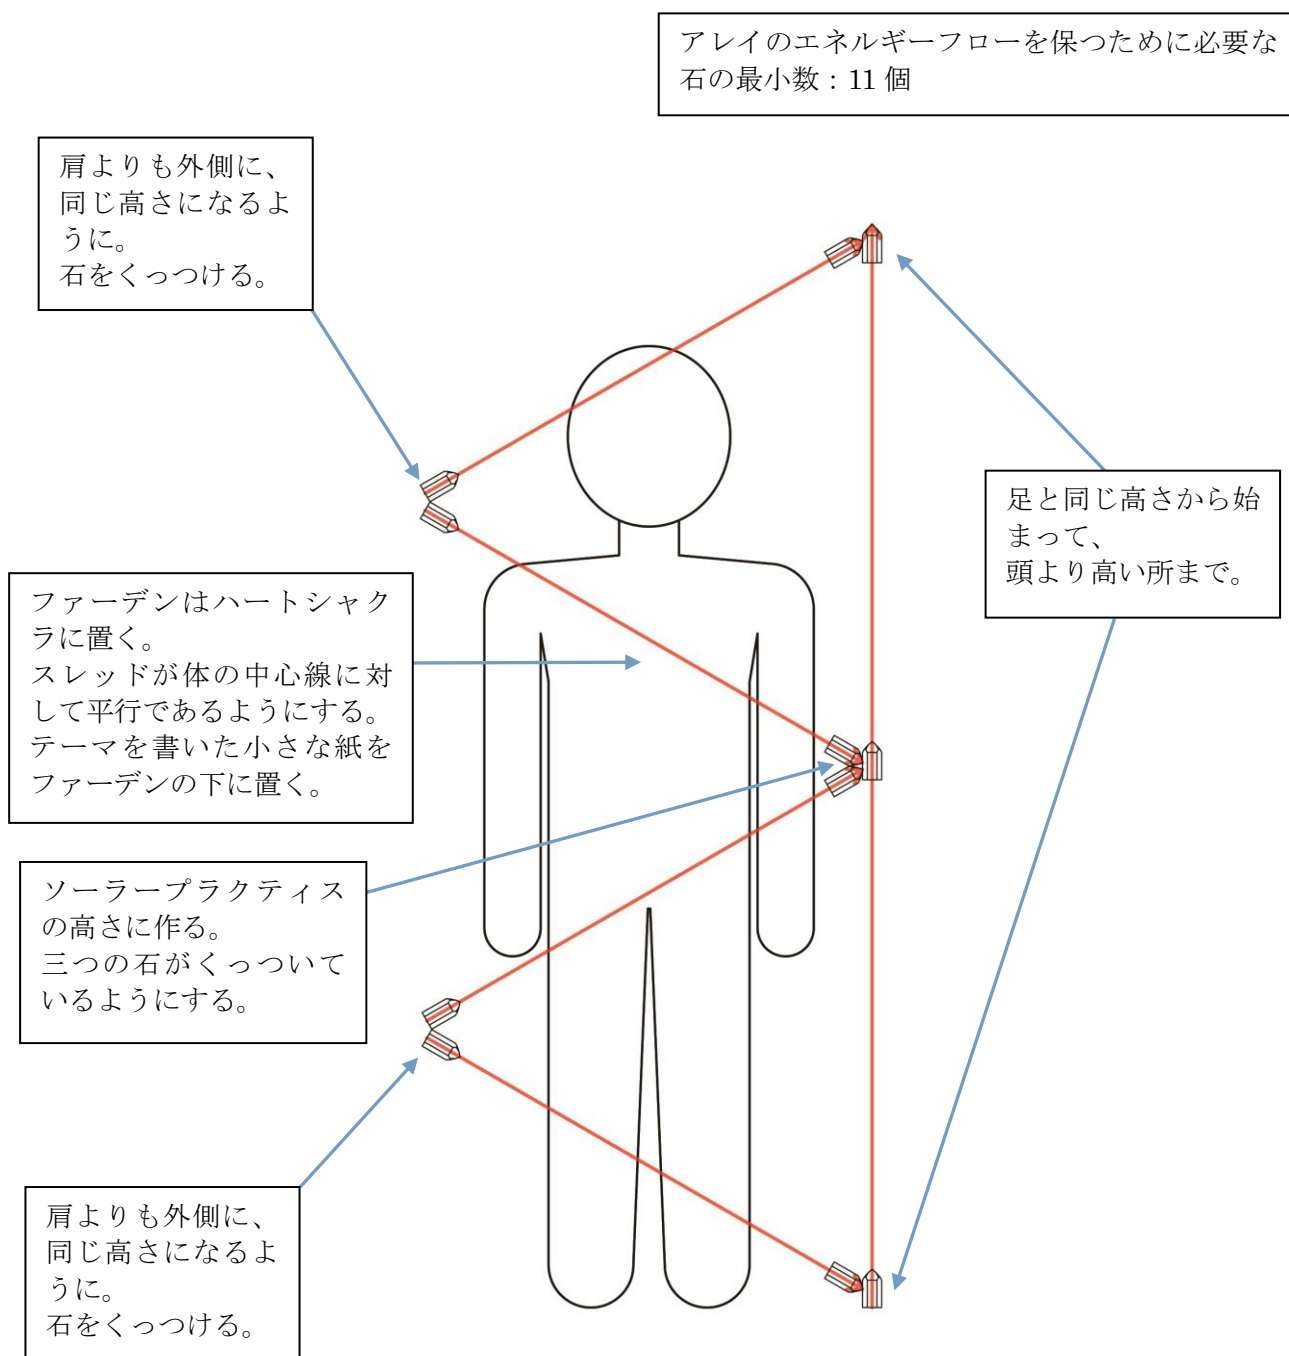 アレイのエネルギーフローを保つために必要な
石の最小数：11 個
肩よりも外側に、
同じ高さになるよ
うに。
石をくっつける。
足と同じ高さから始
まって、
頭より高い所まで。
ファーデンはハートシャク
ラに置く。
スレッドが体の中心線に対
して平行であるようにする。
テーマを書いた小さな紙を
ファーデンの下に置く。
ソーラープラクティス
の高さに作る。
三つの石がくっついて
いるようにする。
肩よりも外側に、
同じ高さになるよ
うに。
石をくっつける。